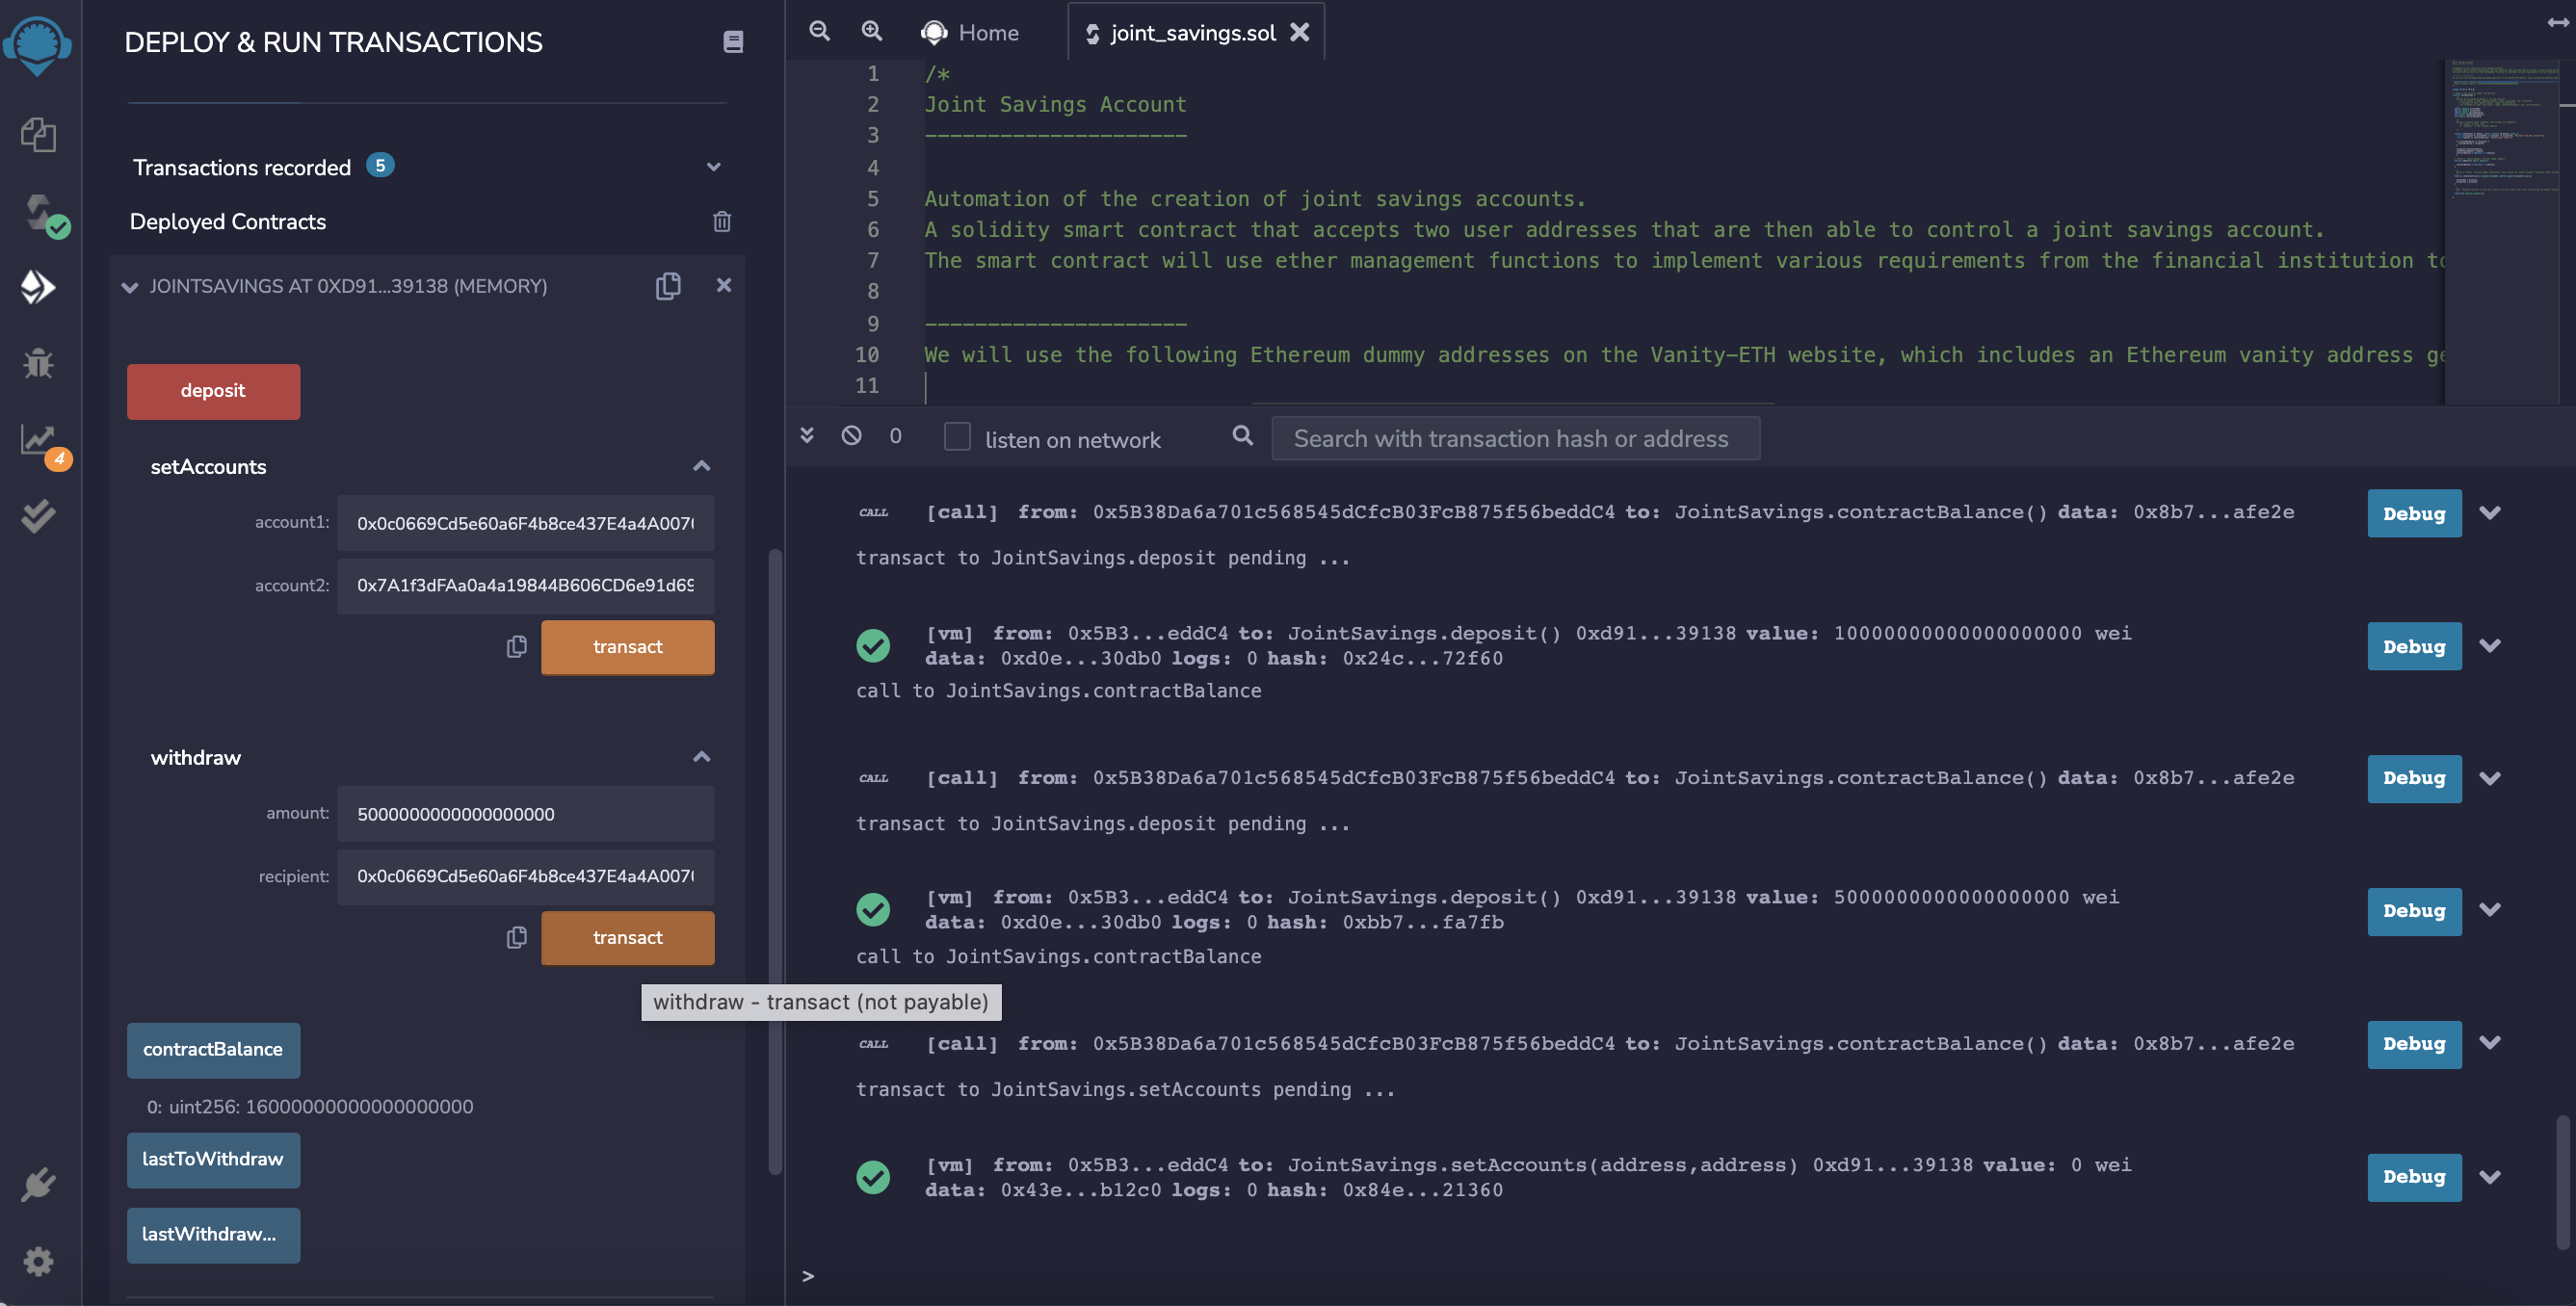 DEPLOY & RUN TRANSACTIONS
Transactions recorded 5
Deployed Contracts
JOINTSAVINGS AT 0XD91...39138 (MEMORY)
deposit
setAccounts
account1: 0x0c0669Cd5e60a6F4b8ce437E4a4A007
account2: 0x7A1f3dFAa0a4a19844B606CD6e91d69
transact
withdraw
amount: 5000000000000000000
recipient: 0x0c0669Cd5e60a6F4b8ce437E4a4A007
transact
withdraw - transact (not payable)
contractBalance
0: uint256: 16000000000000000000
lastToWithdraw
lastWithdraw...
4
Home
joint_savings.sol
1 /*
2 Joint Savings Account
3 ---------------------
4
5 Automation of the creation of joint savings accounts.
6 A solidity smart contract that accepts two user addresses that are then able to control a joint savings account.
7 The smart contract will use ether management functions to implement various requirements from the financial institution to
8
9 ---------------------
10 We will use the following Ethereum dummy addresses on the Vanity-ETH website, which includes an Ethereum vanity address ge
11
0 listen on network Search with transaction hash or address
CALL [call] from: 0x5B38Da6a701c568545dCfcB03FcB875f56beddC4 to: JointSavings.contractBalance() data: 0x8b7...afe2e Debug
transact to JointSavings.deposit pending ...
[vm] from: 0x5B3...eddC4 to: JointSavings.deposit() 0xd91...39138 value: 10000000000000000000 wei Debug
data: 0xd0e...30db0 logs: 0 hash: 0x24c...72f60
call to JointSavings.contractBalance
CALL [call] from: 0x5B38Da6a701c568545dCfcB03FcB875f56beddC4 to: JointSavings.contractBalance() data: 0x8b7...afe2e Debug
transact to JointSavings.deposit pending ...
[vm] from: 0x5B3...eddC4 to: JointSavings.deposit() 0xd91...39138 value: 5000000000000000000 wei Debug
data: 0xd0e...30db0 logs: 0 hash: 0xbb7...fa7fb
call to JointSavings.contractBalance
CALL [call] from: 0x5B38Da6a701c568545dCfcB03FcB875f56beddC4 to: JointSavings.contractBalance() data: 0x8b7...afe2e Debug
transact to JointSavings.setAccounts pending ...
[vm] from: 0x5B3...eddC4 to: JointSavings.setAccounts(address,address) 0xd91...39138 value: 0 wei Debug
data: 0x43e...b12c0 logs: 0 hash: 0x84e...21360
>